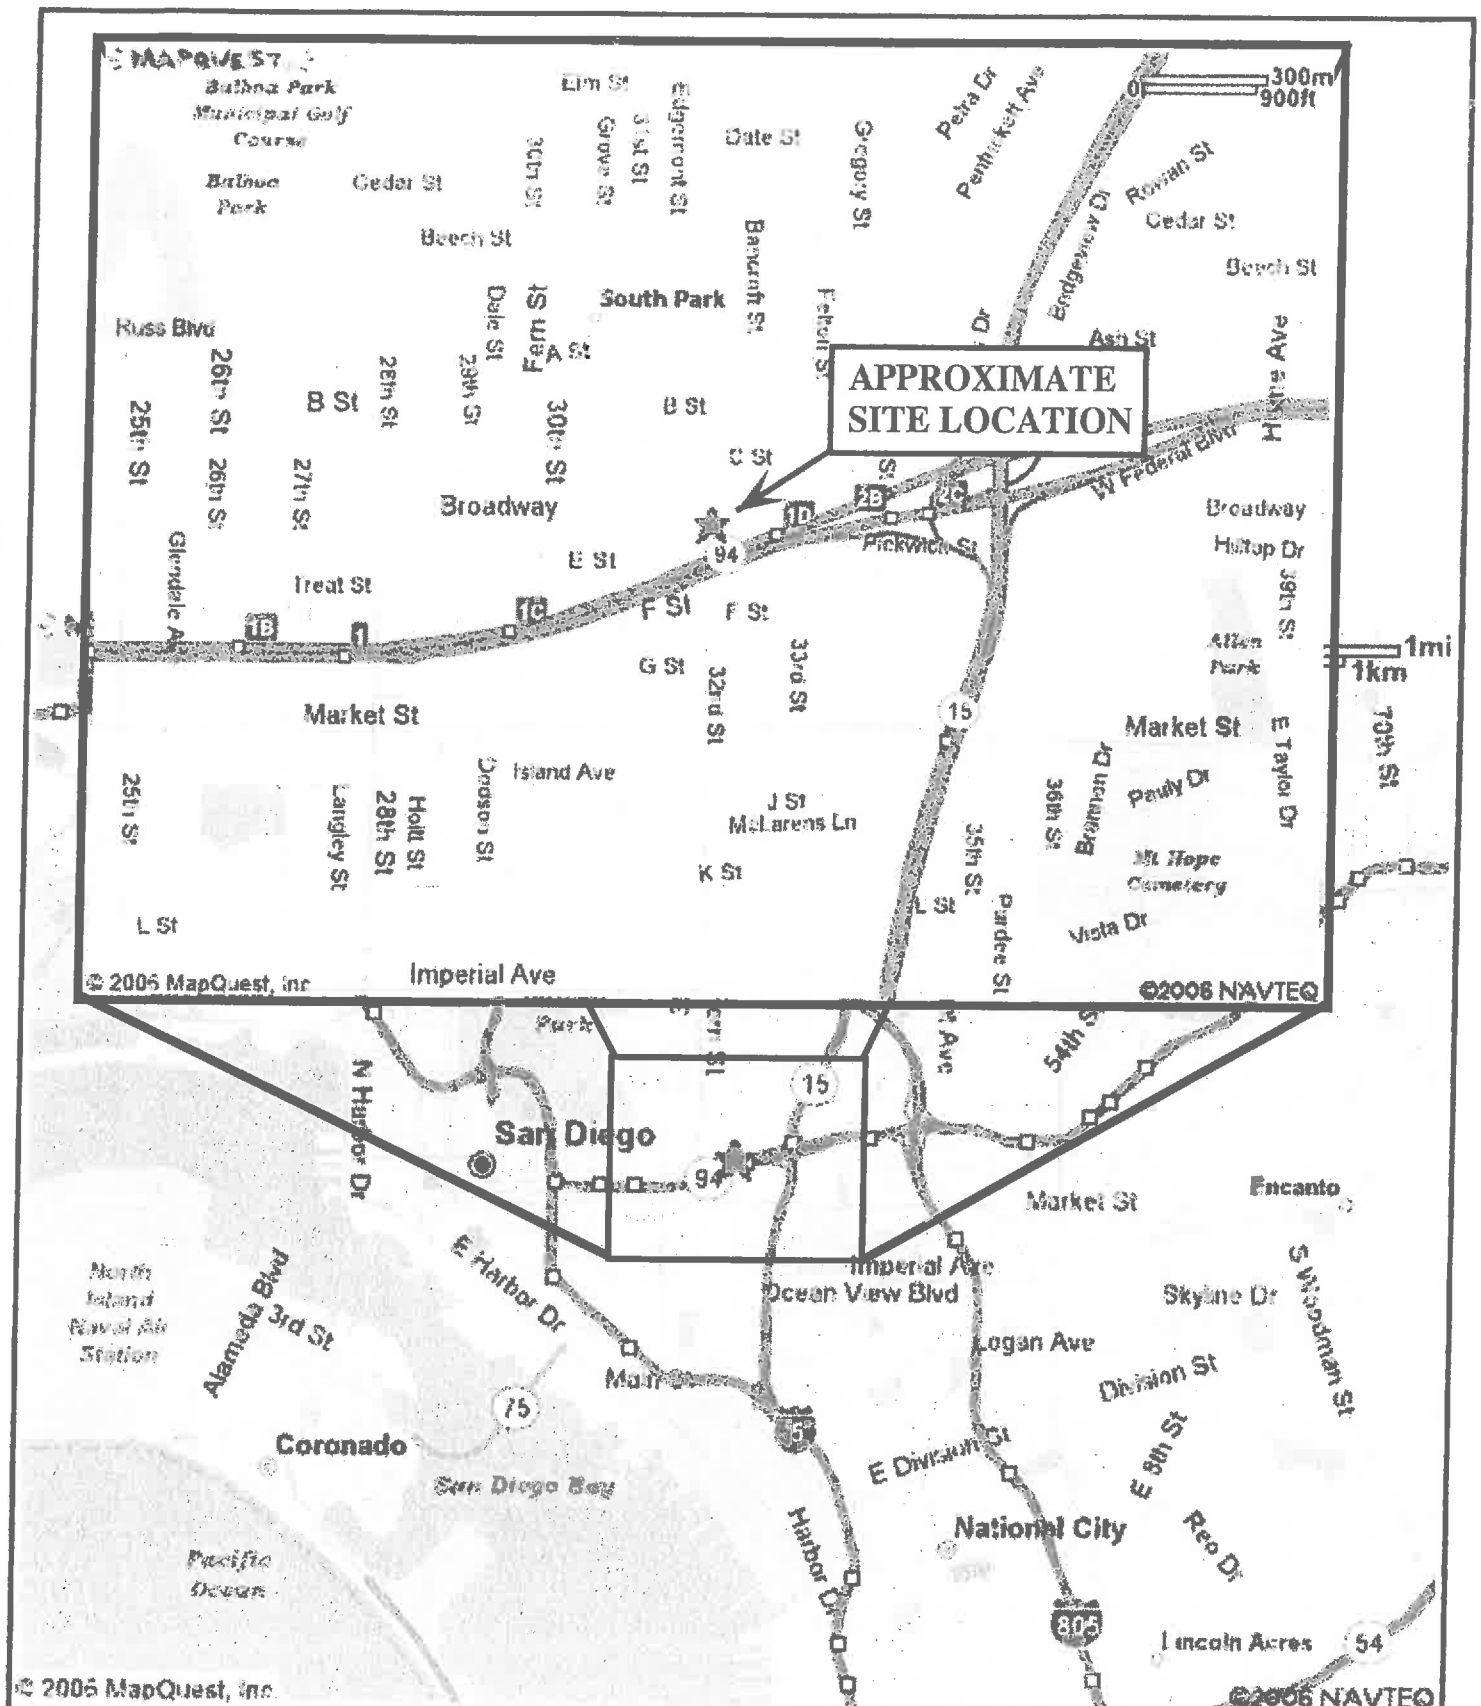 MAPQUEST
Balboa Park
Municipal Golf
Course
Balboa
Park
Elm St
Edgemont St
31st St
Grove St
30th St
Date St
Gregory St
Petra Dr
Pentuckett Ave
0
300m
900ft
Rowan St
Cedar St
Bridgeview Dr
Cedar St
Beech St
Beech St
Bancroft St
Dale St
Fern St
South Park
Felton St
Dr
Ash St
Russ Blvd
A St
26th St
28th St
29th St
B St
B St
25th St
30th St
APPROXIMATE
SITE LOCATION
C St
St
W Federal Blvd
26th St
27th St
Broadway
1D
2B
2C
Broadway
Hilltop Dr
Pickwick St
94
Glendale A
E St
Treat St
39th St
1B
1
1C
F St
F St
Allen
Park
1mi
1km
G St
32nd St
33rd St
15
Market St
Market St
E Taylor Dr
70th St
25th St
Langley St
28th St
Hoitt St
Dodson St
Island Ave
J St
McLarens Ln
36th St
Pauly Dr
35th St
K St
Mt Hope
Cemetery
L St
L St
Pardee St
Vista Dr
Imperial Ave
© 2006 MapQuest, Inc
©2006 NAVTEQ
Park
Ave
54th S
N Harbor Dr
15
San Diego
94
Market St
Encanto
E Harbor Dr
Imperial Ave
Ocean View Blvd
North
Island
Naval Air
Station
Alameda Blvd
3rd St
Skyline Dr
S Woodman St
Logan Ave
Main St
Division St
75
Coronado
E Division St
E 8th St
San Diego Bay
National City
Harbor Dr
Reo Dr
Pacific
Ocean
805
Lincoln Acres
54
© 2006 MapQuest, Inc
©2006 NAVTEQ